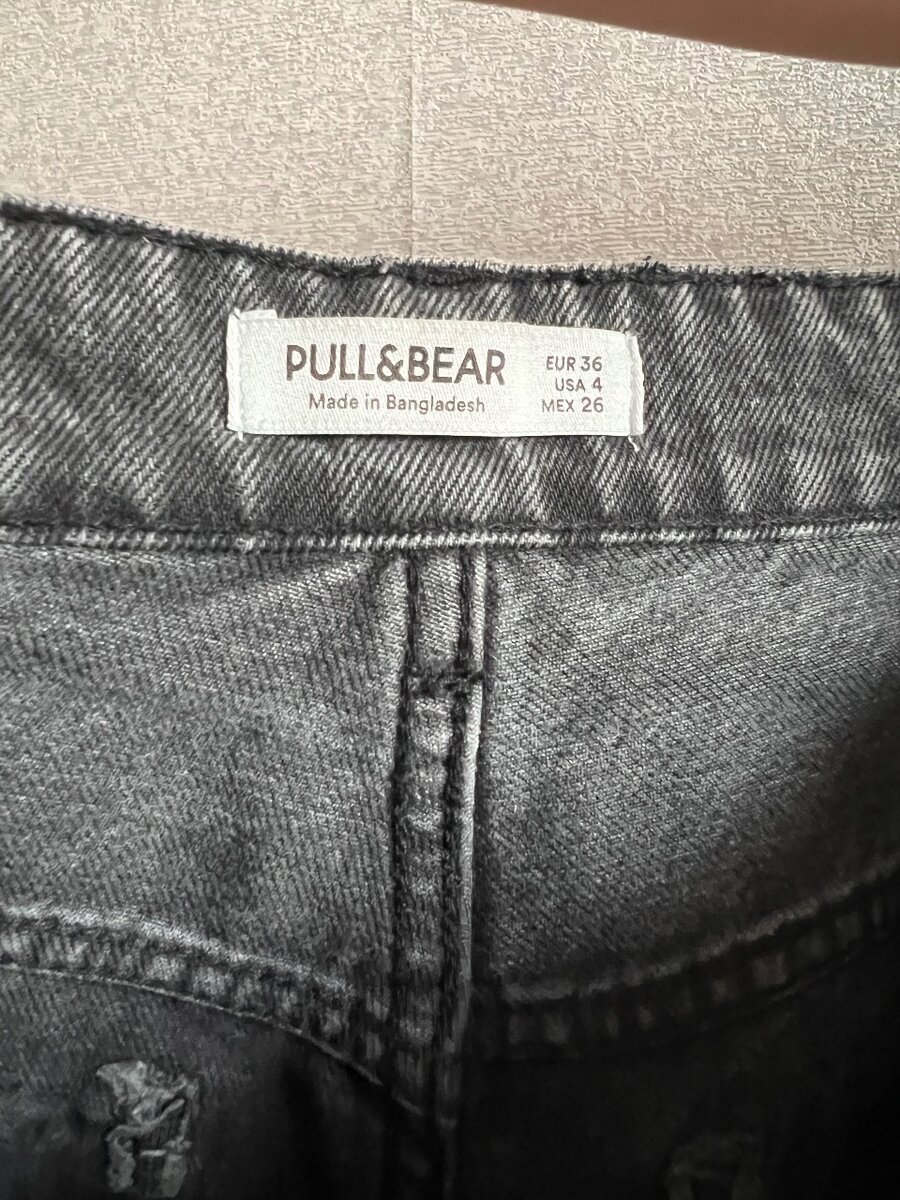 PULL&BEAR
Made in Bangladesh
EUR 36
USA 4
MEX 26